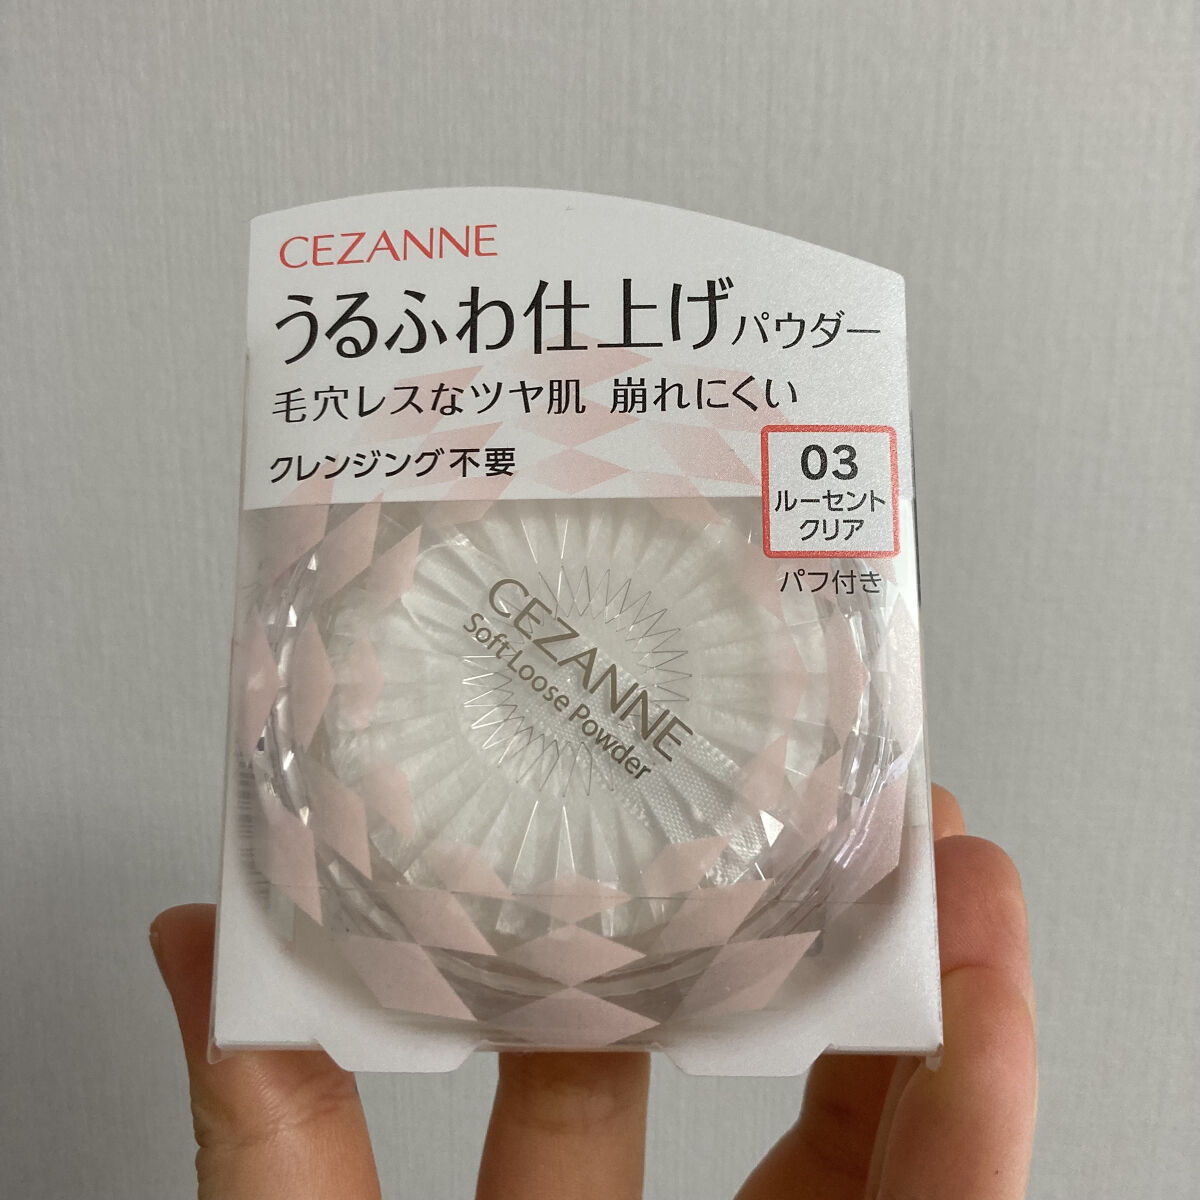 CEZANNE
うるふわ仕上げパウダー
毛穴レスなツヤ肌 崩れにくい
クレンジング不要
03
ルーセント
クリア
パフ付き
CEZANNE
Soft Loose Powder